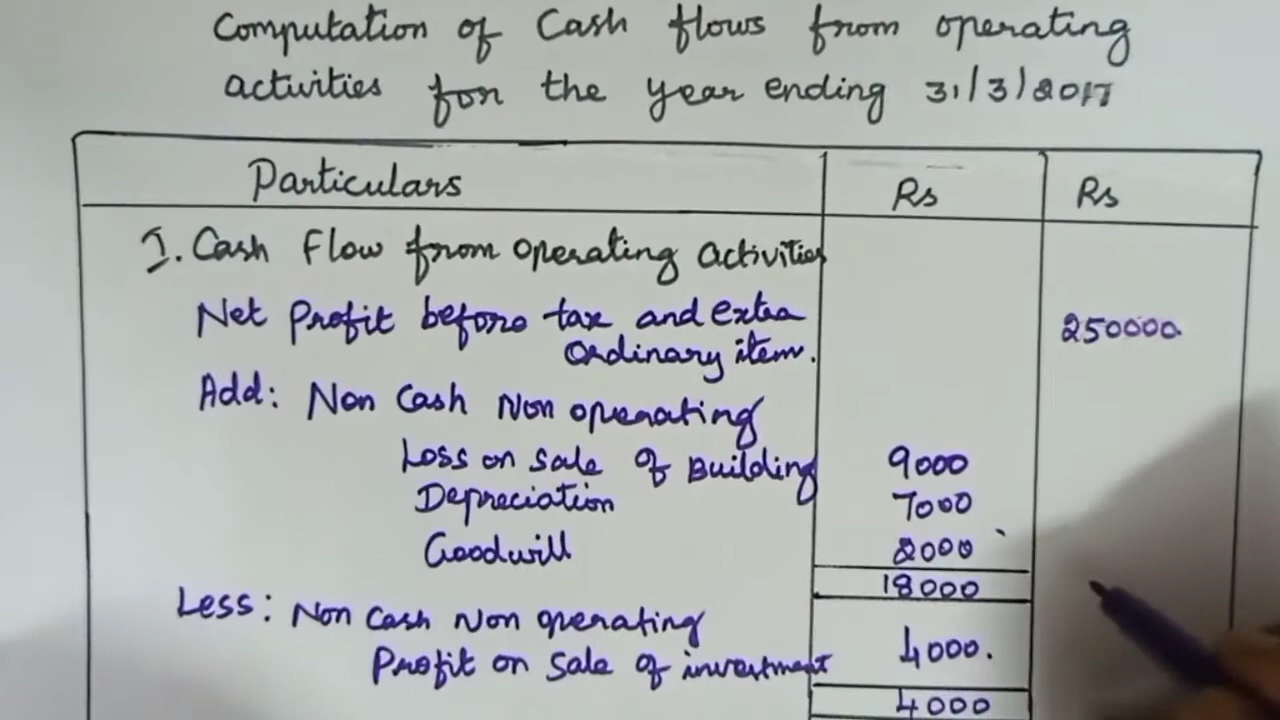 Computation of Cash flows from operating
activities for the year ending 31/3/2017
Particulars Rs Rs
I. Cash Flow from operating activities
Net Profit before tax and extra 250000
ordinary item.
Add: Non Cash Non operating
Loss on Sale of Building 9000
Depreciation 7000
Goodwill 2000
18000
Less: Non Cash Non operating
Profit on Sale of investment 4000.
4000